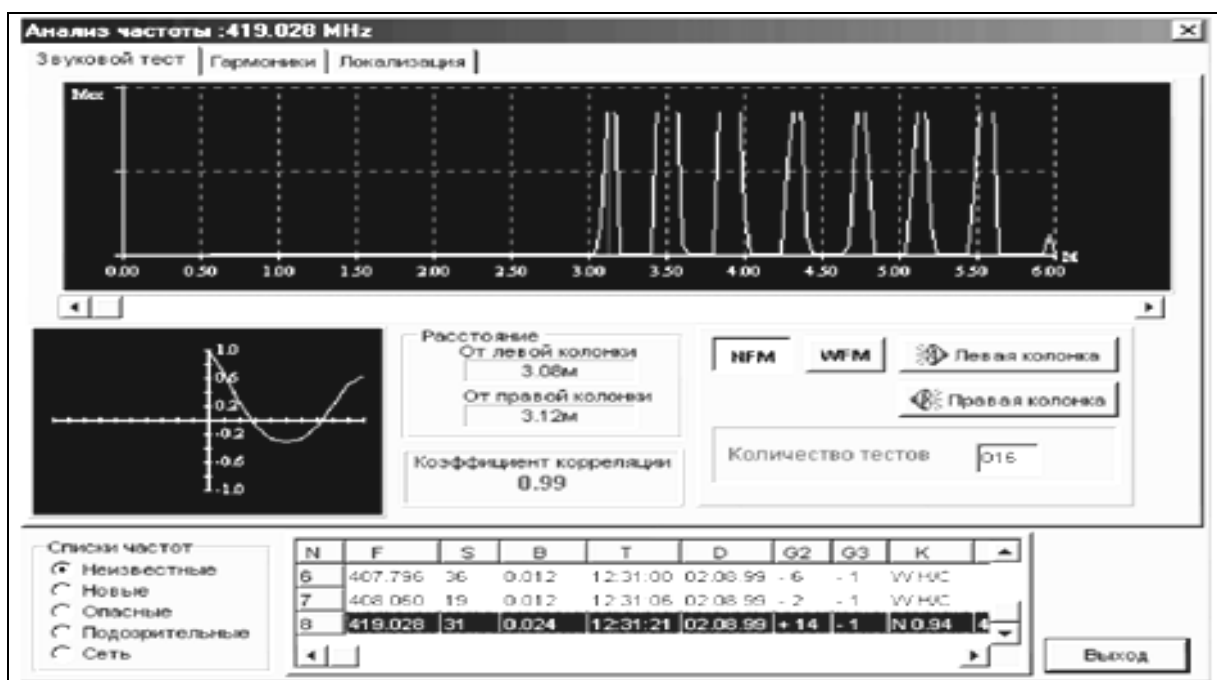 Анализ частоты :419.028 MHz
Звуковой тест Гармоники Локализация
Max
0.00 0.50 1.00 1.50 2.00 2.50 3.00 3.50 4.00 4.50 5.00 5.50 6.00
M
1.0
0.6
0.2
-0.2
-0.6
-1.0
Расстояние
От левой колонки
3.08м
От правой колонки
3.12м
Коэффициент корреляции
0.99
NFM WFM Левая колонка
Правая колонка
Количество тестов 016
Списки частот
Неизвестные
Новые
Опасные
Подозрительные
Сеть
N F S B T D G2 G3 K
6 407.796 36 0.012 12:31:00 02.08.99 - 6 - 1 W Н/С
7 408.060 19 0.012 12:31:06 02.08.99 - 2 - 1 W Н/С
8 419.028 31 0.024 12:31:21 02.08.99 + 14 - 1 N 0.94 4
Выход